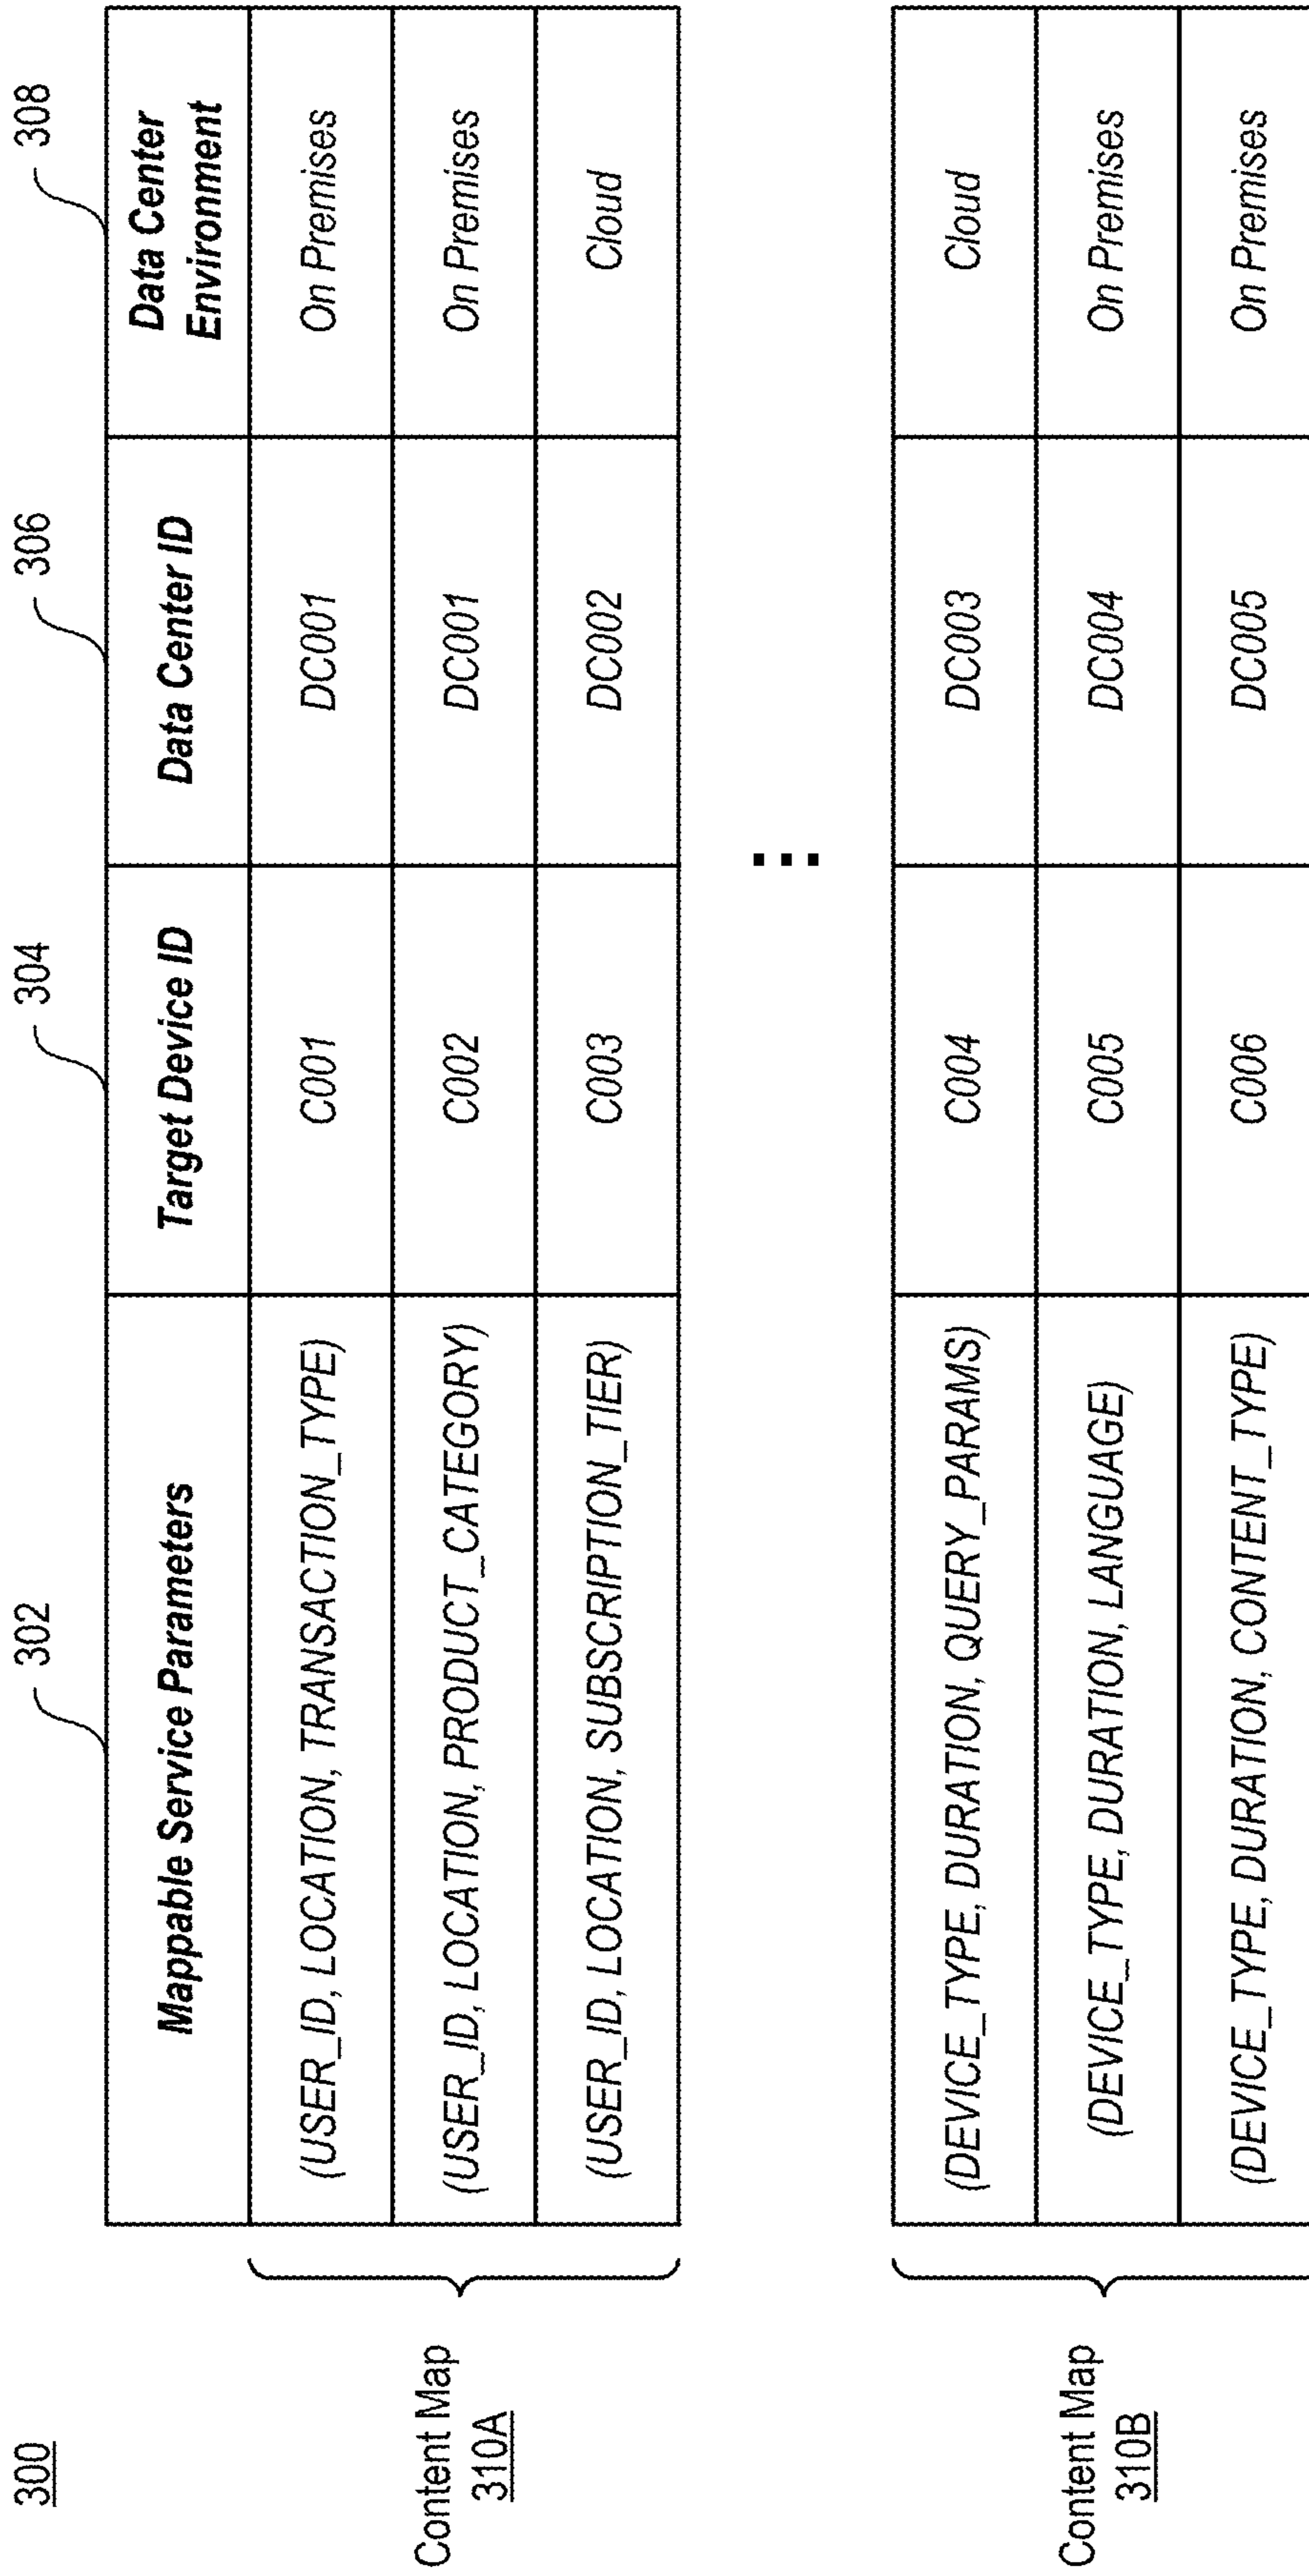 300
302
304
306
308
Mappable Service Parameters
Target Device ID
Data Center ID
Data Center
Environment
(USER_ID, LOCATION, TRANSACTION_TYPE)
C001
DC001
On Premises
(USER_ID, LOCATION, PRODUCT_CATEGORY)
C002
DC001
On Premises
(USER_ID, LOCATION, SUBSCRIPTION_TIER)
C003
DC002
Cloud
Content Map
310A
...
(DEVICE_TYPE, DURATION, QUERY_PARAMS)
C004
DC003
Cloud
(DEVICE_TYPE, DURATION, LANGUAGE)
C005
DC004
On Premises
(DEVICE_TYPE, DURATION, CONTENT_TYPE)
C006
DC005
On Premises
Content Map
310B